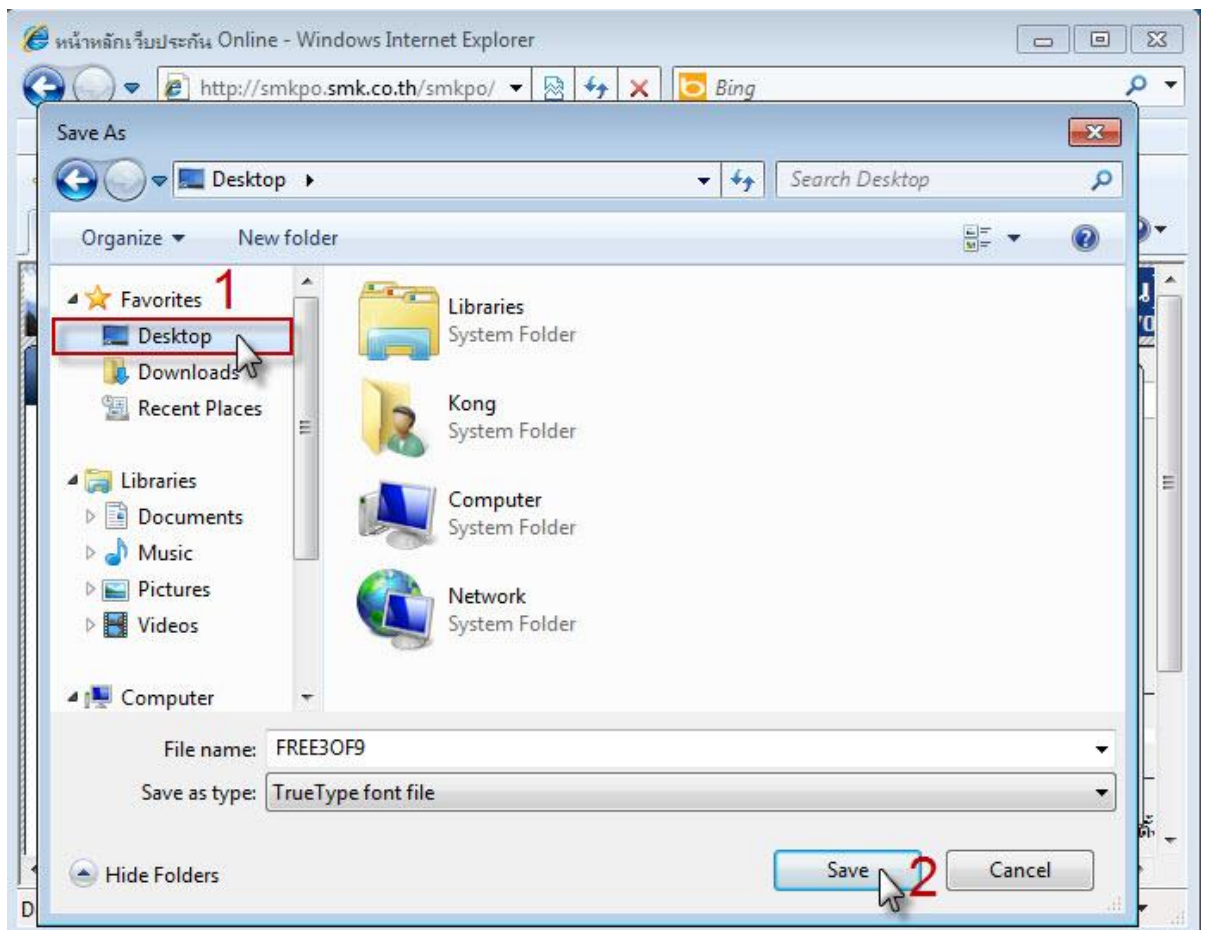 หน้าหลักเว็บประกัน Online - Windows Internet Explorer
http://smkpo.smk.co.th/smkpo/
Bing
Save As
Desktop
Search Desktop
Organize
New folder
1
Favorites
Desktop
Downloads
Recent Places
Libraries
Documents
Music
Pictures
Videos
Computer
Libraries
System Folder
Kong
System Folder
Computer
System Folder
Network
System Folder
File name: FREE3OF9
Save as type: TrueType font file
Hide Folders
Save
2
Cancel
D